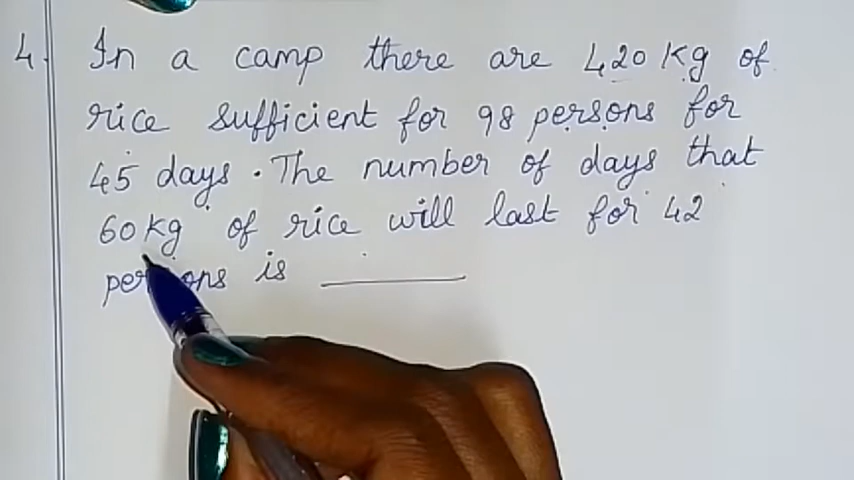 4. In a camp there are 420 Kg of
rice sufficient for 98 persons for
45 days. The number of days that
60 Kg of rice will last for 42
persons is ________